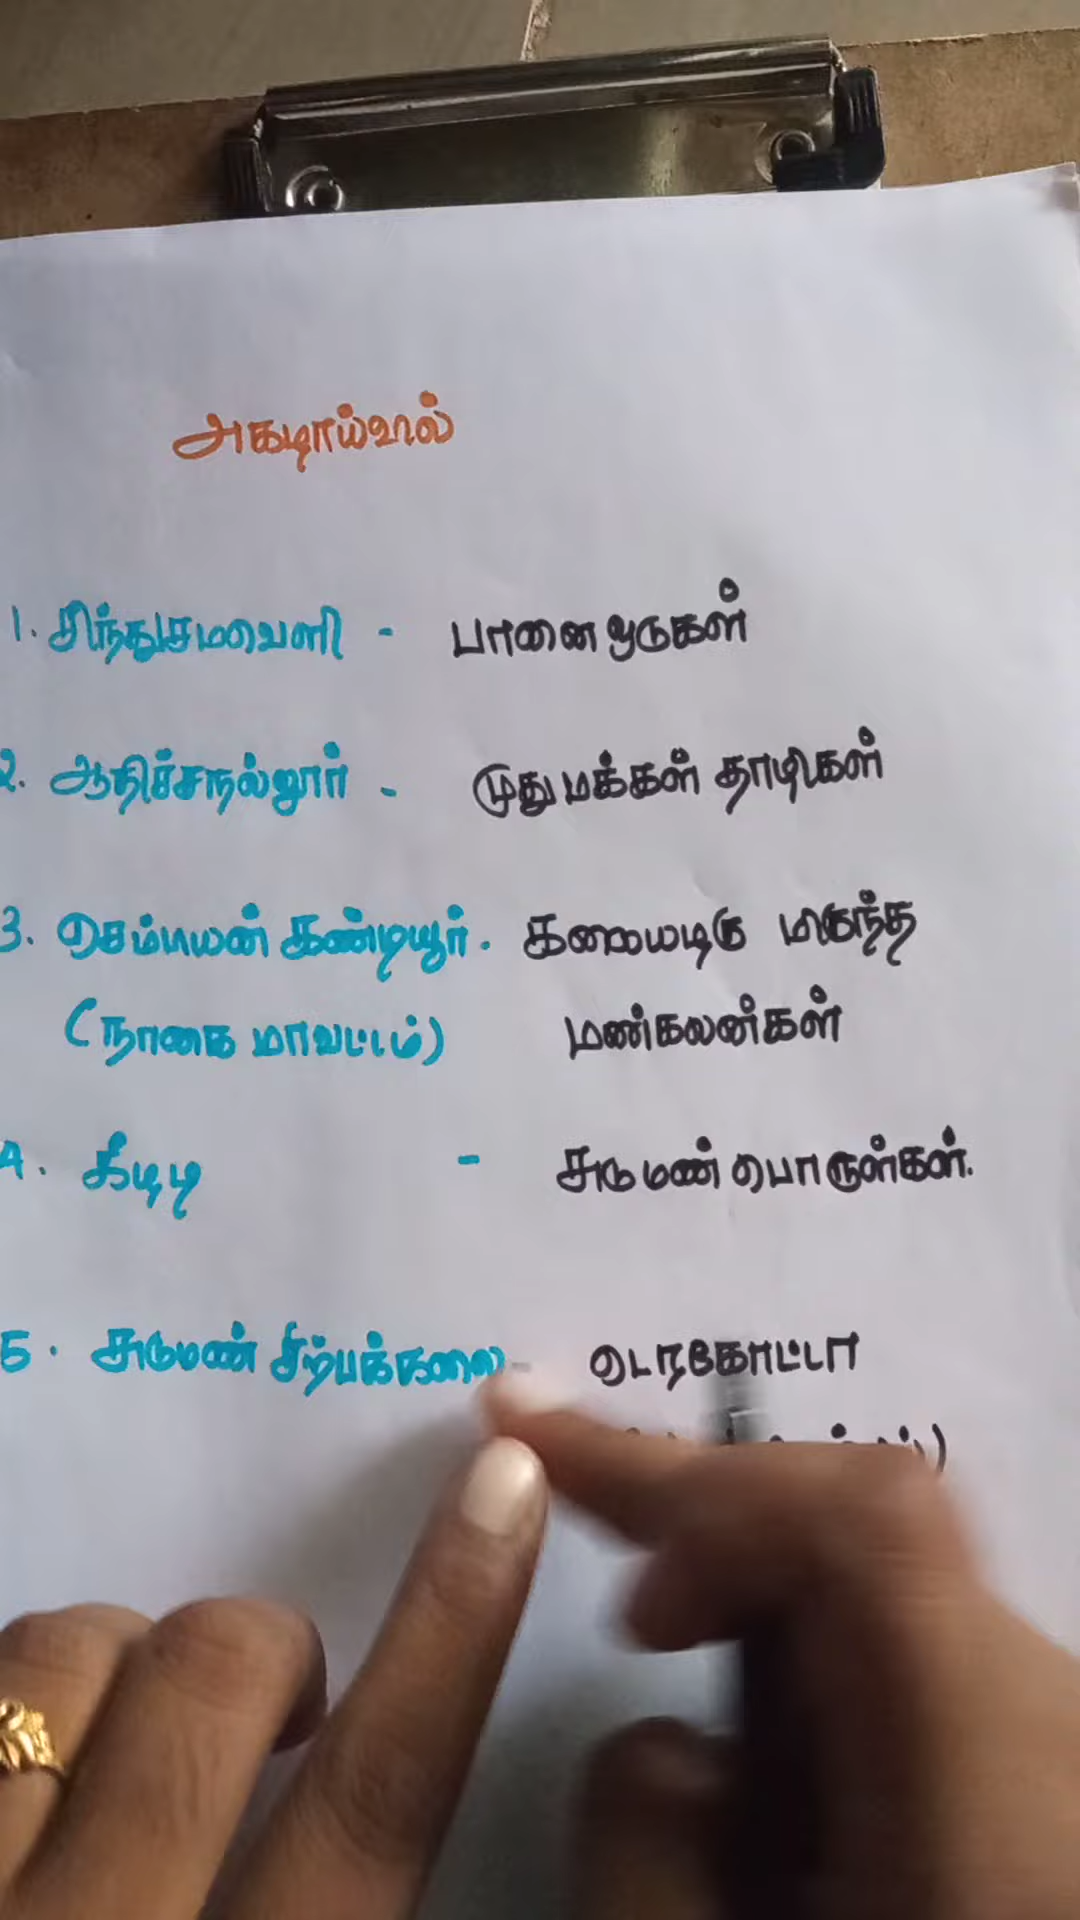 அகழாய்வில்
1. சிந்துசமவெளி - பானை ஓடுகள்
2. ஆதிச்சநல்லூர் - முதுமக்கள் தாழிகள்
3. செம்பியன் கண்டியூர் - கலையழகு மிகுந்த
(நாகை மாவட்டம்) மண்கலன்கள்
4. கீழடி - சுடுமண் பொருள்கள்.
5. சுடுமண் சிற்பக்கலை - டெரகோட்டா